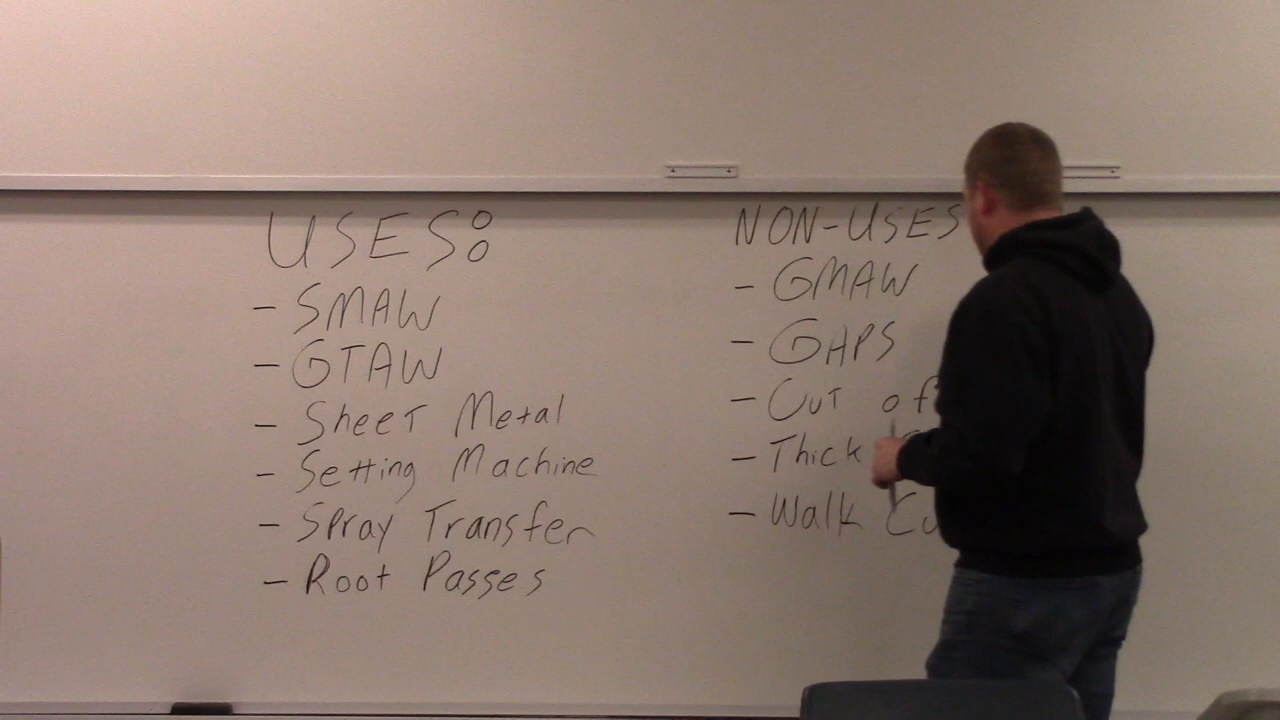 USES:
- SMAW
- GTAW
- Sheet Metal
- Setting Machine
- Spray Transfer
- Root Passes
NON-USES
- GMAW
- GAPS
- Cut of
- Thick
- Walk Cu